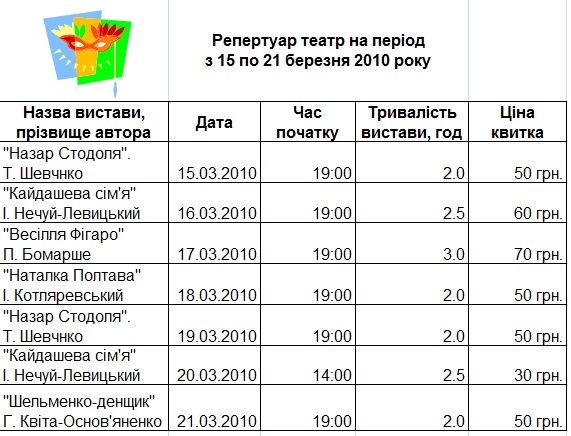 Репертуар театр на період
з 15 по 21 березня 2010 року
Назва вистави, прізвище автора | Дата | Час початку | Тривалість вистави, год | Ціна квитка
"Назар Стодоля".
Т. Шевчнко 15.03.2010 19:00 2.0 50 грн.
"Кайдашева сім'я"
І. Нечуй-Левицький 16.03.2010 19:00 2.5 60 грн.
"Весілля Фігаро"
П. Бомарше 17.03.2010 19:00 3.0 70 грн.
"Наталка Поптава"
І. Котляревський 18.03.2010 19:00 2.0 50 грн.
"Назар Стодоля".
Т. Шевчнко 19.03.2010 19:00 2.0 50 грн.
"Кайдашева сім'я"
І. Нечуй-Левицький 20.03.2010 14:00 2.5 30 грн.
"Шельменко-денщик"
Г. Квіта-Основ'яненко 21.03.2010 19:00 2.0 50 грн.